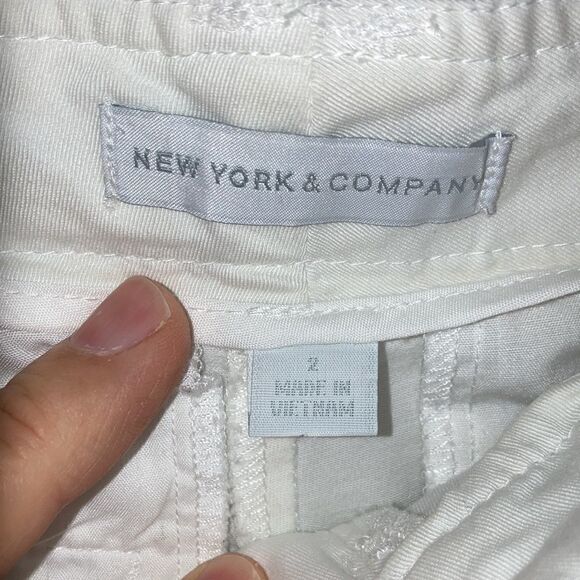 NEW YORK & COMPANY
2
MADE IN
VIETNAM